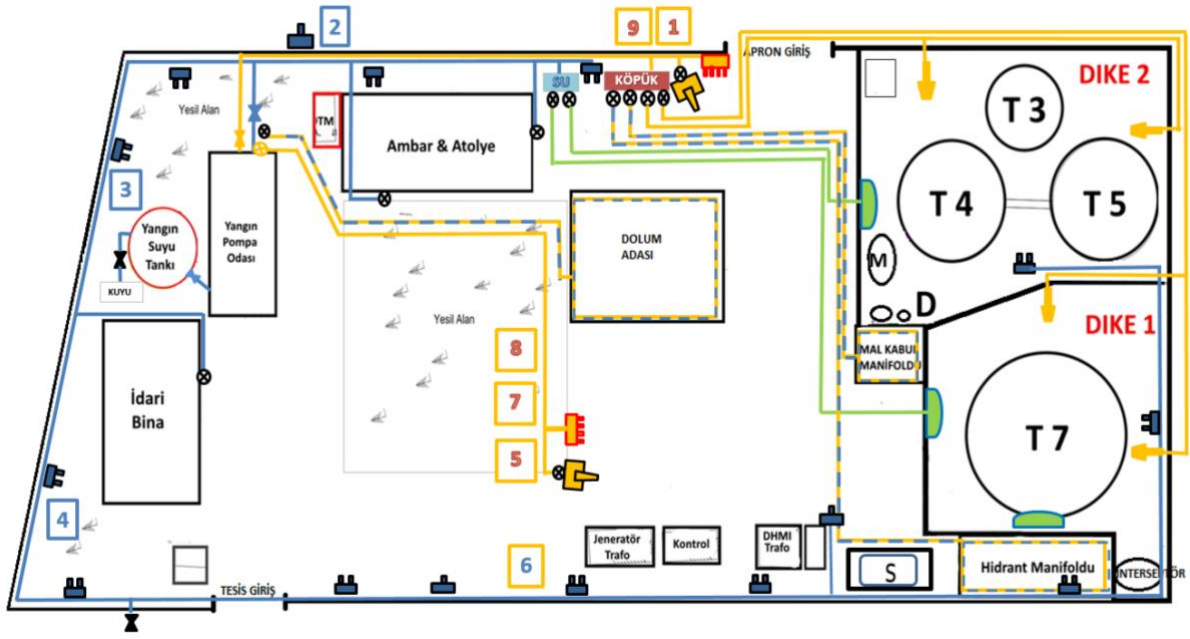 2
9
1
APRON GİRİŞ
DIKE 2
SU
KÖPÜK
Yesil Alan
Ambar & Atolye
T 3
T 4
T 5
3
Yangın
Suyu
Tankı
Yangın
Pompa
Odası
DOLUM
ADASI
M
KUYU
Yesil Alan
D
DIKE 1
8
MAL KABUL
MANİFOLDU
İdari
Bina
7
T 7
5
4
6
Jeneratör
Trafo
Kontrol
DHMI
Trafo
S
Hidrant Manifoldu
TESIS GİRİŞ